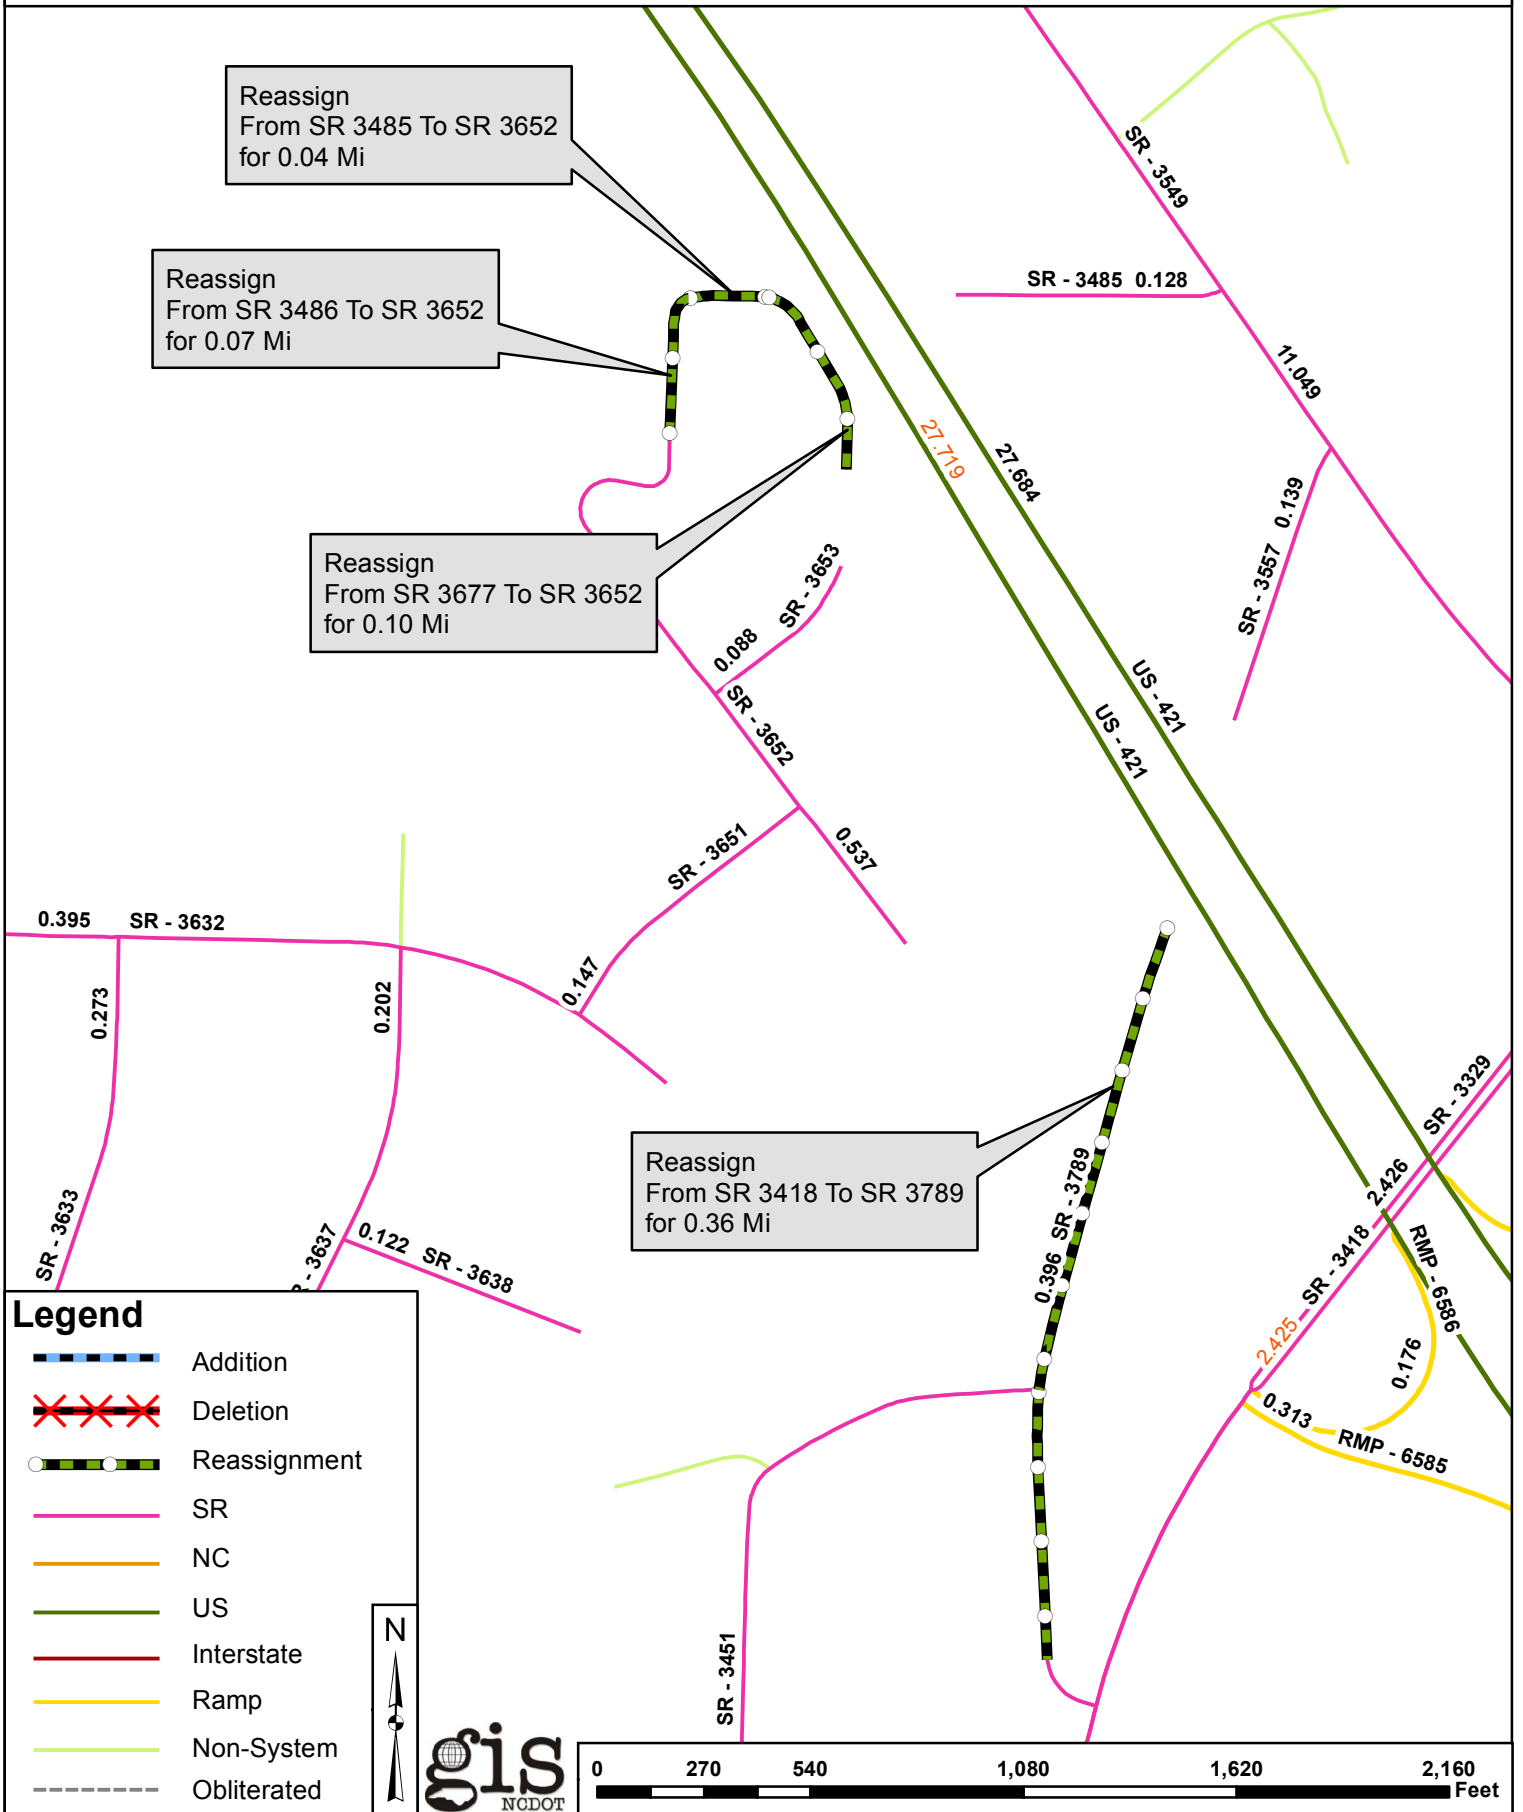 Reassign
From SR 3485 To SR 3652
for 0.04 Mi
Reassign
From SR 3486 To SR 3652
for 0.07 Mi
Reassign
From SR 3677 To SR 3652
for 0.10 Mi
SR - 3549
SR - 3485 0.128
11.049
27.719
27.684
SR - 3557 0.139
0.088 SR - 3653
SR - 3652
US - 421
US - 421
SR - 3651
0.537
0.395 SR - 3632
0.147
0.273
0.202
SR - 3633
R - 3637
0.122 SR - 3638
Reassign
From SR 3418 To SR 3789
for 0.36 Mi
0.396 SR - 3789
SR - 3329
2.426
SR - 3418
2.425
RMP - 6586
0.176
0.313 RMP - 6585
SR - 3451
Legend
Addition
Deletion
Reassignment
SR
NC
US
Interstate
Ramp
Non-System
Obliterated
N
gis
NCDOT
0 270 540 1,080 1,620 2,160
Feet